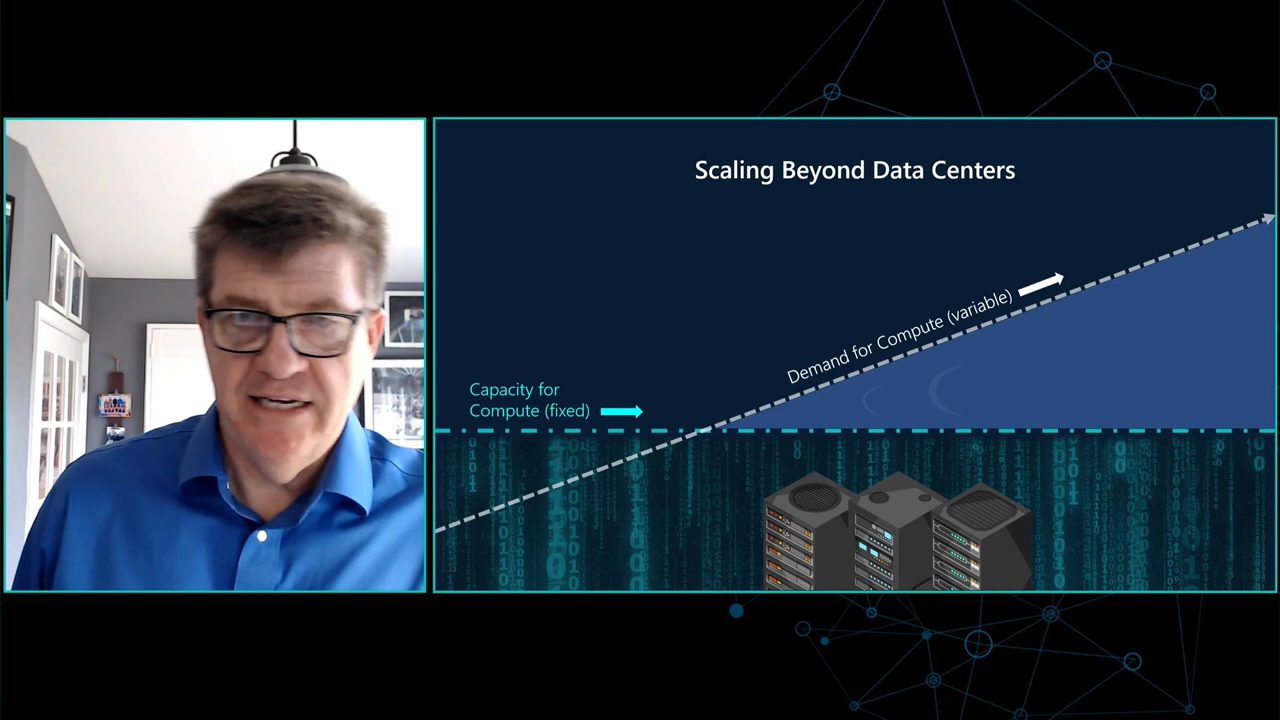 Scaling Beyond Data Centers
Demand for Compute (variable)
Capacity for
Compute (fixed)